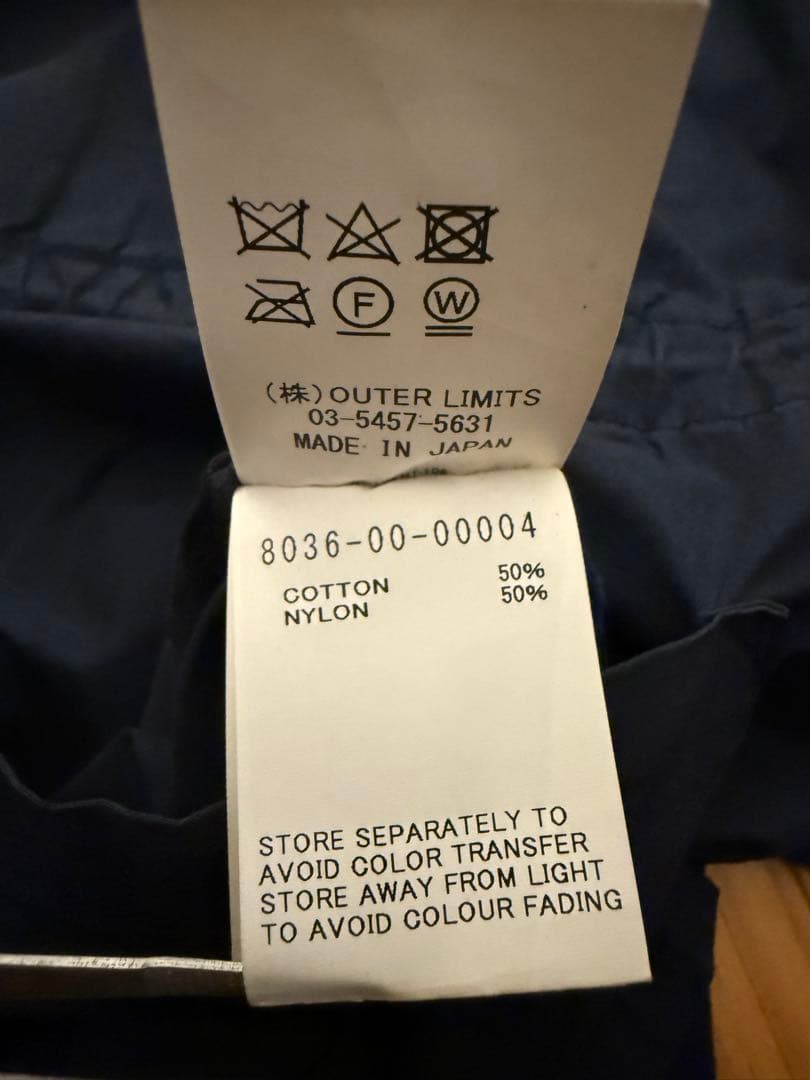 F W
(株)OUTER LIMITS
03-5457-5631
MADE IN JAPAN
8036-00-00004
COTTON 50%
NYLON 50%
STORE SEPARATELY TO
AVOID COLOR TRANSFER
STORE AWAY FROM LIGHT
TO AVOID COLOUR FADING